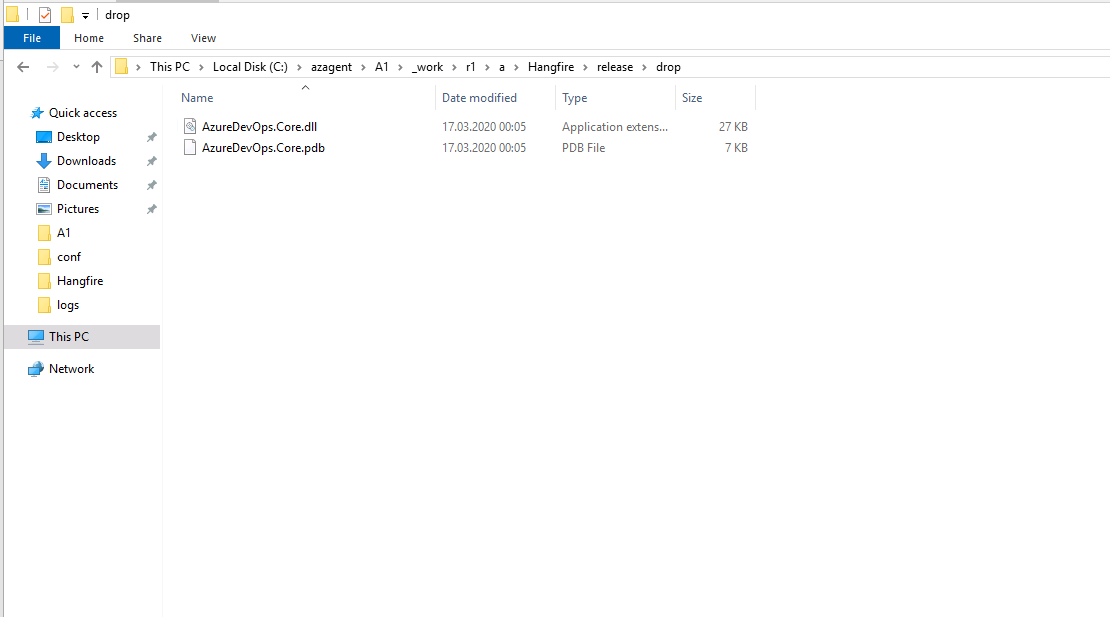 drop
File Home Share View
This PC Local Disk (C:) azagent A1 _work r1 a Hangfire release drop
Name Date modified Type Size
AzureDevOps.Core.dll 17.03.2020 00:05 Application extens... 27 KB
AzureDevOps.Core.pdb 17.03.2020 00:05 PDB File 7 KB
Quick access
Desktop
Downloads
Documents
Pictures
A1
conf
Hangfire
logs
This PC
Network